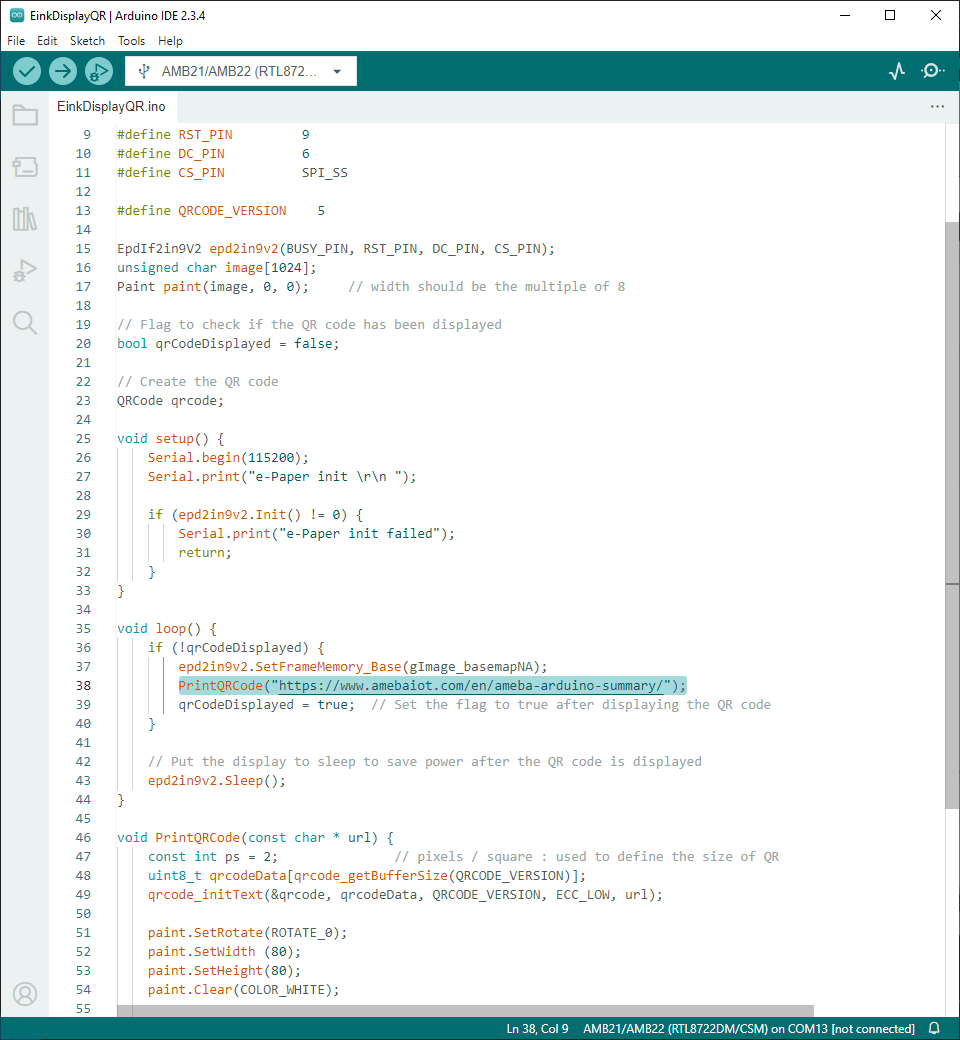 EinkDisplayQR | Arduino IDE 2.3.4
File Edit Sketch Tools Help
AMB21/AMB22 (RTL872...
EinkDisplayQR.ino
9 #define RST_PIN 9
10 #define DC_PIN 6
11 #define CS_PIN SPI_SS
12
13 #define QRCODE_VERSION 5
14
15 EpdIf2in9V2 epd2in9v2(BUSY_PIN, RST_PIN, DC_PIN, CS_PIN);
16 unsigned char image[1024];
17 Paint paint(image, 0, 0); // width should be the multiple of 8
18
19 // Flag to check if the QR code has been displayed
20 bool qrCodeDisplayed = false;
21
22 // Create the QR code
23 QRCode qrcode;
24
25 void setup() {
26 Serial.begin(115200);
27 Serial.print("e-Paper init \r\n ");
28
29 if (epd2in9v2.Init() != 0) {
30 Serial.print("e-Paper init failed");
31 return;
32 }
33 }
34
35 void loop() {
36 if (!qrCodeDisplayed) {
37 epd2in9v2.SetFrameMemory_Base(gImage_basemapNA);
38 PrintQRCode("https://www.amebaiot.com/en/ameba-arduino-summary/");
39 qrCodeDisplayed = true; // Set the flag to true after displaying the QR code
40 }
41
42 // Put the display to sleep to save power after the QR code is displayed
43 epd2in9v2.Sleep();
44 }
45
46 void PrintQRCode(const char * url) {
47 const int ps = 2; // pixels / square : used to define the size of QR
48 uint8_t qrcodeData[qrcode_getBufferSize(QRCODE_VERSION)];
49 qrcode_initText(&qrcode, qrcodeData, QRCODE_VERSION, ECC_LOW, url);
50
51 paint.SetRotate(ROTATE_0);
52 paint.SetWidth (80);
53 paint.SetHeight(80);
54 paint.Clear(COLOR_WHITE);
55
Ln 38, Col 9 AMB21/AMB22 (RTL8722DM/CSM) on COM13 [not connected]